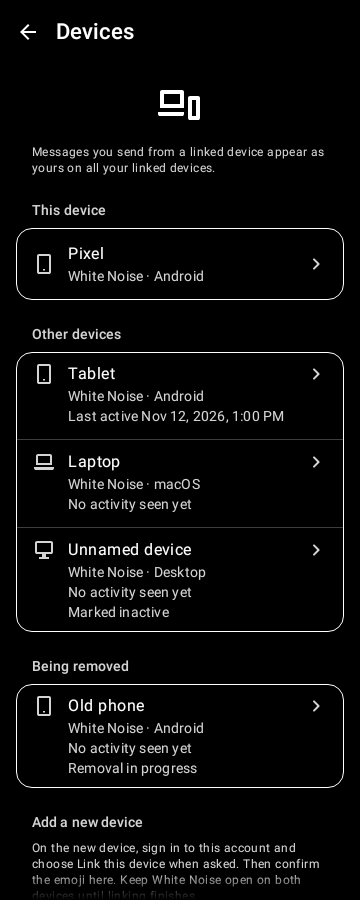 Devices
Messages you send from a linked device appear as
yours on all your linked devices.
This device
Pixel
White Noise · Android
Other devices
Tablet
White Noise · Android
Last active Nov 12, 2026, 1:00 PM
Laptop
White Noise · macOS
No activity seen yet
Unnamed device
White Noise · Desktop
No activity seen yet
Marked inactive
Being removed
Old phone
White Noise · Android
No activity seen yet
Removal in progress
Add a new device
On the new device, sign in to this account and
choose Link this device when asked. Then confirm
the emoji here. Keep White Noise open on both
devices until linking finishes.